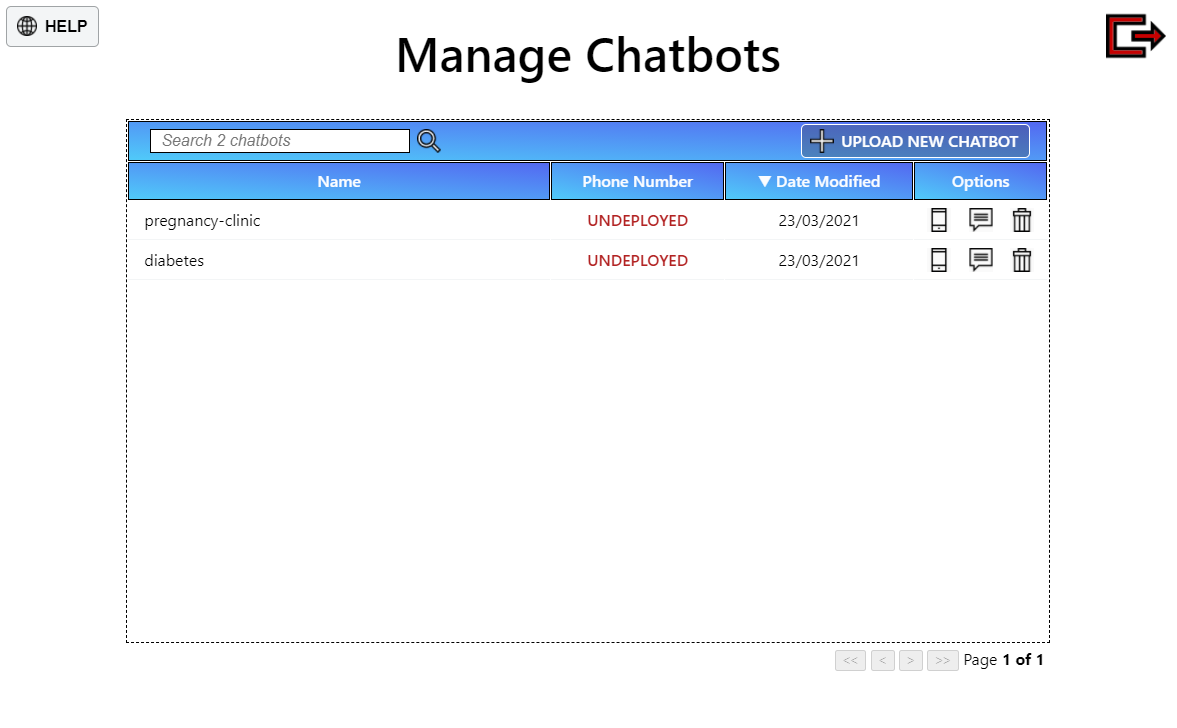 HELP
Manage Chatbots
Search 2 chatbots
UPLOAD NEW CHATBOT
Name Phone Number ▼ Date Modified Options
pregnancy-clinic UNDEPLOYED 23/03/2021
diabetes UNDEPLOYED 23/03/2021
<< < > >> Page 1 of 1